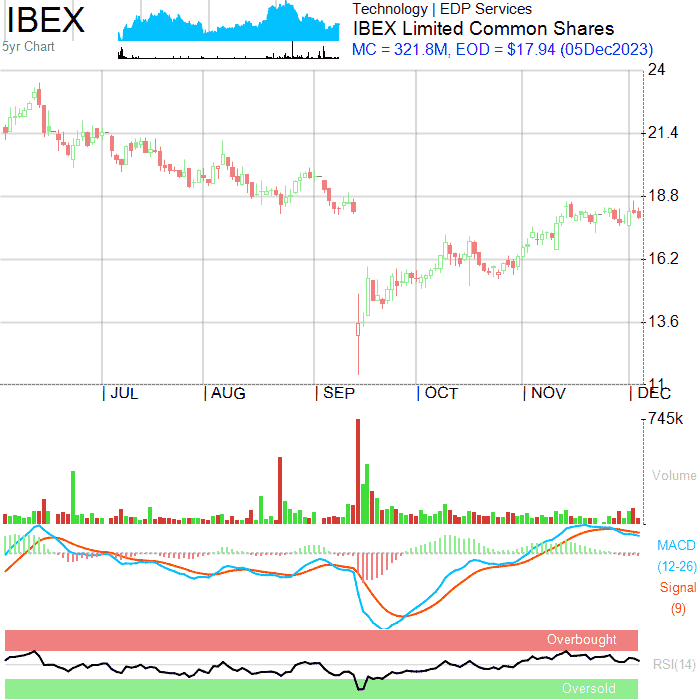 IBEX
5yr Chart
Technology | EDP Services
IBEX Limited Common Shares
MC = 321.8M, EOD = $17.94 (05Dec2023)
24
21.4
18.8
16.2
13.6
11
JUL
AUG
SEP
OCT
NOV
DEC
745k
Volume
MACD
(12-26)
Signal
(9)
Overbought
RSI(14)
Oversold